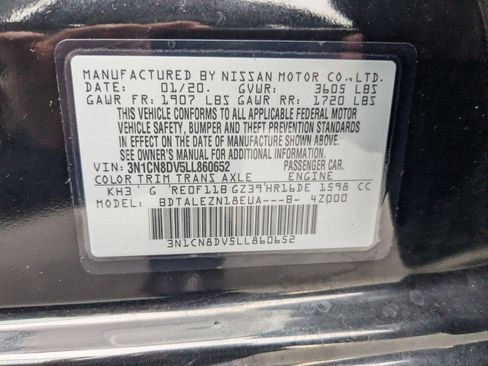 MANUFACTURED BY NISSAN MOTOR CO.,LTD.
DATE: 01/20. GVWR: 3605 LBS
GAWR FR: 1907 LBS GAWR RR: 1720 LBS
THIS VEHICLE CONFORMS TO ALL APPLICABLE FEDERAL MOTOR
VEHICLE SAFETY, BUMPER AND THEFT PREVENTION STANDARDS
IN EFFECT ON THE DATE OF MANUFACTURE SHOWN ABOVE.
*SEE OWNER'S MANUAL FOR ADDITIONAL INFORMATION.
VIN: 3N1CN8DV5LL860652 PASSENGER CAR.
COLOR TRIM TRANS AXLE ENGINE
KH3 G RE0F11B GZ39 HR16DE 1598 CC
MODEL: BDTALEZN18EUA---B- 4Z000
3N1CN8DV5LL860652